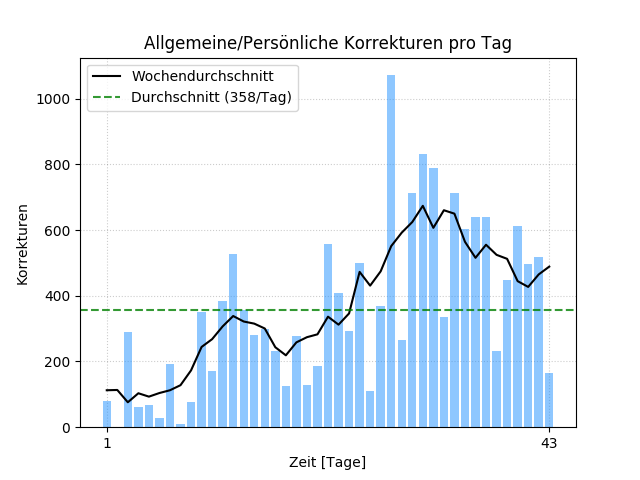 Allgemeine/Persönliche Korrekturen pro Tag
Wochendurchschnitt
Durchschnitt (358/Tag)
Korrekturen
1000
800
600
400
200
0
1
43
Zeit [Tage]